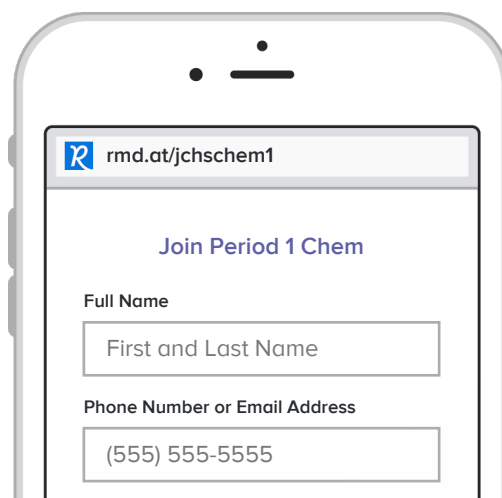 rmd.at/jchschem1
Join Period 1 Chem
Full Name
First and Last Name
Phone Number or Email Address
(555) 555-5555